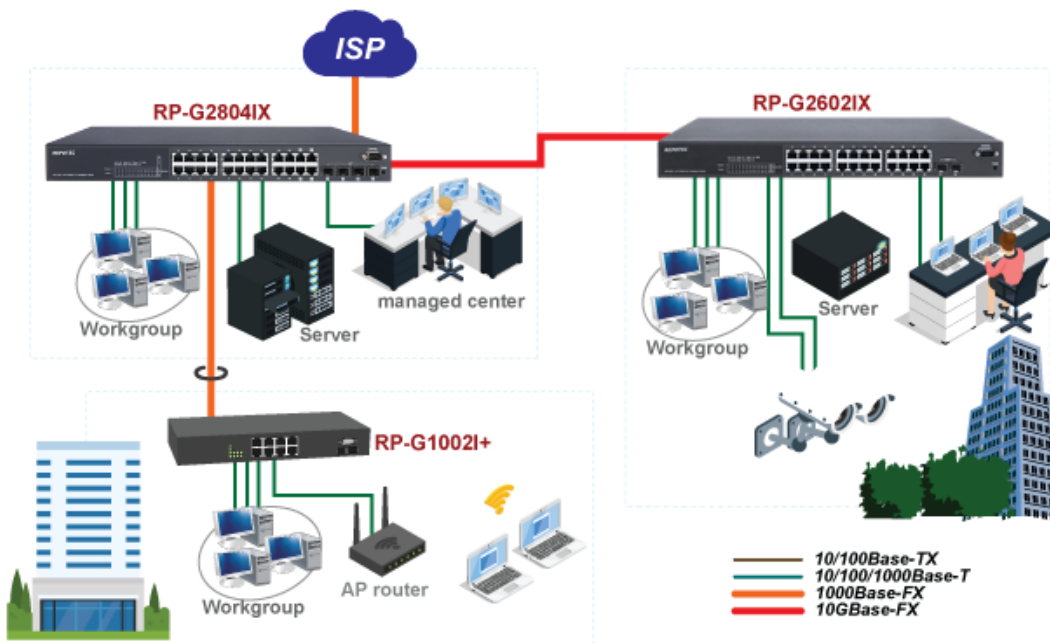 ISP
RP-G2804IX
RP-G2602IX
Workgroup
Server
managed center
Workgroup
Server
RP-G1002I+
Workgroup
AP router
10/100Base-TX
10/100/1000Base-T
1000Base-FX
10GBase-FX